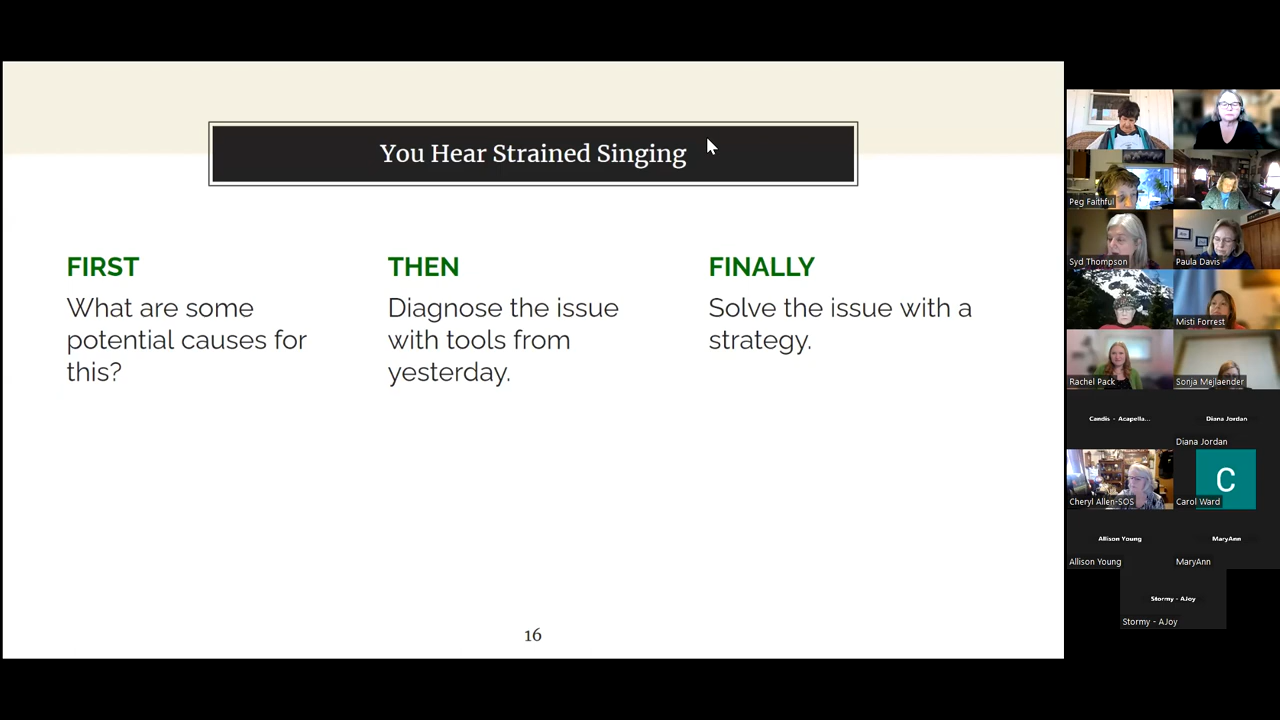 You Hear Strained Singing
FIRST
What are some
potential causes for
this?
THEN
Diagnose the issue
with tools from
yesterday.
FINALLY
Solve the issue with a
strategy.
16
Peg Faithful
Syd Thompson
Paula Davis
Misti Forrest
Rachel Pack
Sonja Mejlaender
Candis - Acapella...
Diana Jordan
Diana Jordan
Cheryl Allen-SOS
C
Carol Ward
Allison Young
MaryAnn
Allison Young
MaryAnn
Stormy - AJoy
Stormy - AJoy